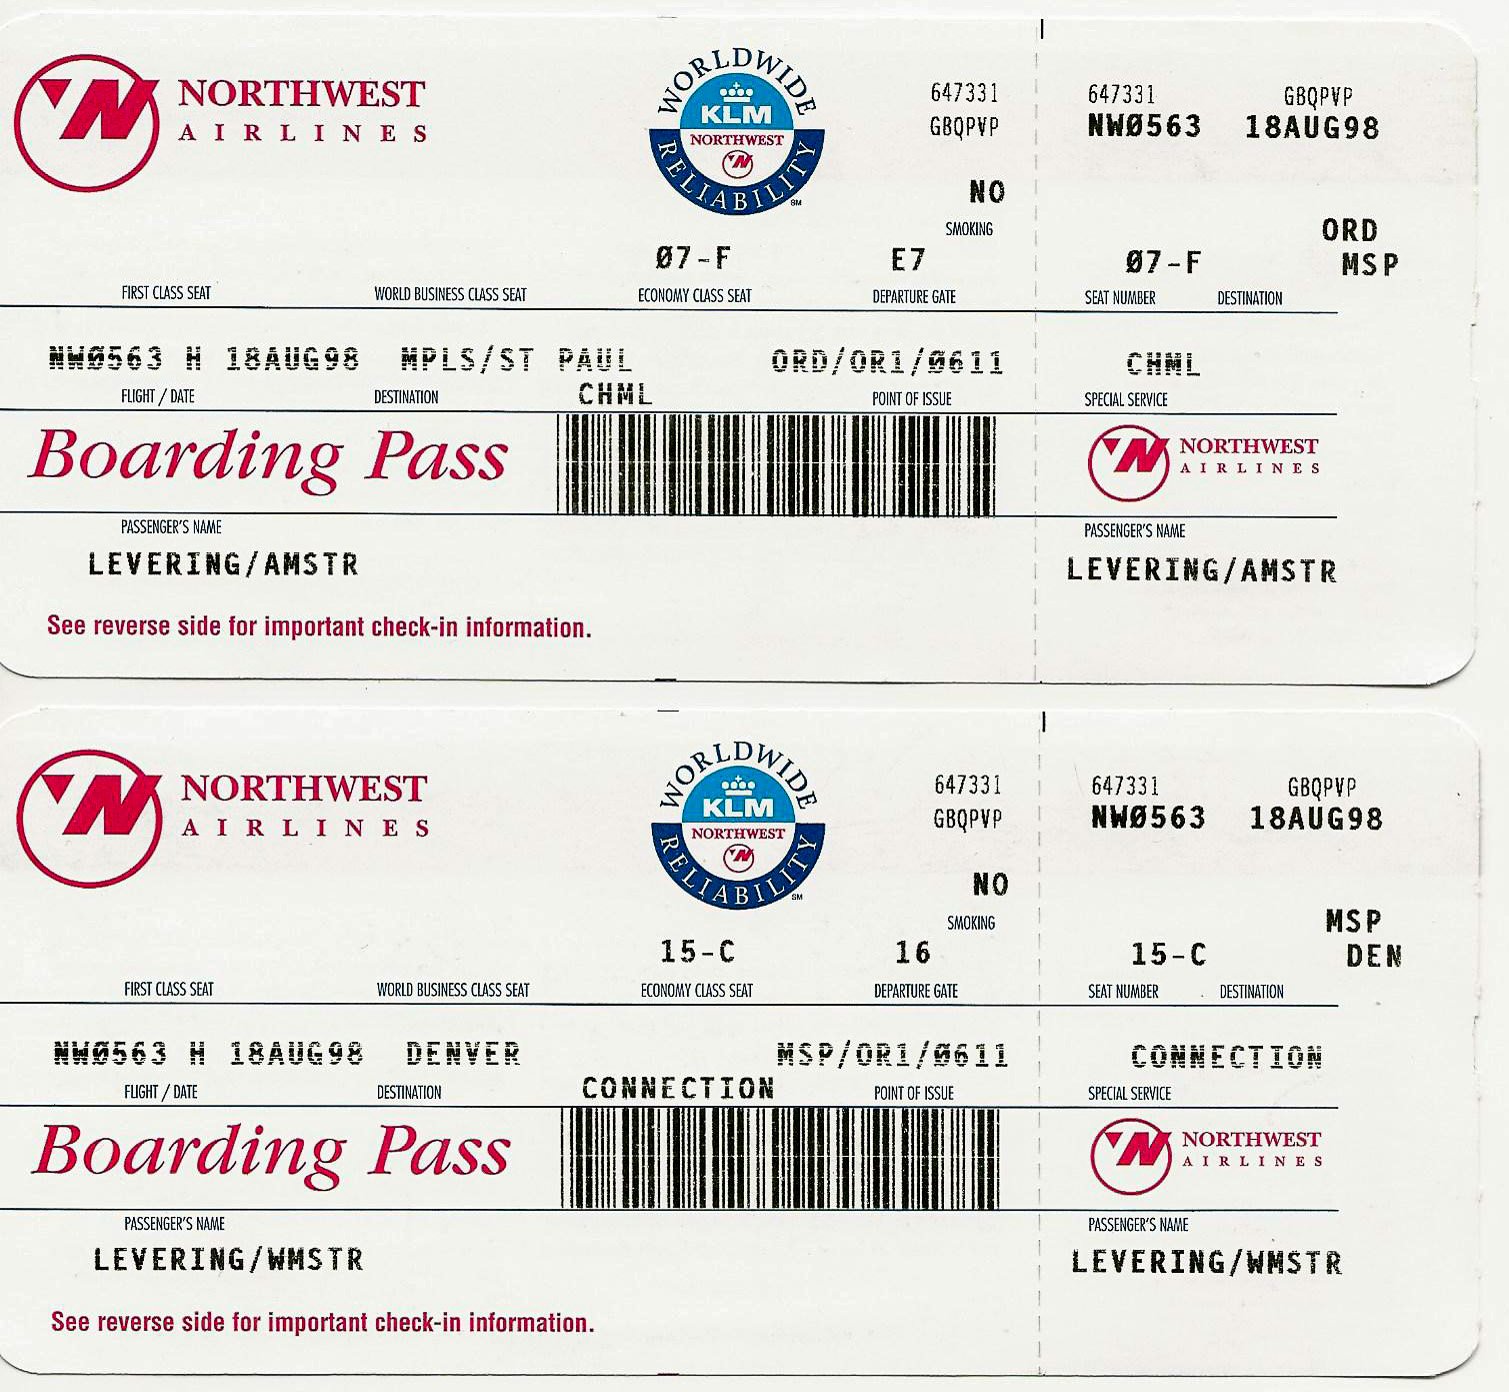 NORTHWEST
AIRLINES
WORLDWIDE
KLM
NORTHWEST
RELIABILITY
SM
647331
GBQPVP
NO
SMOKING
07-F E7
FIRST CLASS SEAT WORLD BUSINESS CLASS SEAT ECONOMY CLASS SEAT DEPARTURE GATE
NW0563 H 18AUG98 MPLS/ST PAUL ORD/OR1/0611
FLIGHT / DATE DESTINATION CHML POINT OF ISSUE
Boarding Pass
PASSENGER'S NAME
LEVERING/AMSTR
See reverse side for important check-in information.
647331 GBQPVP
NW0563 18AUG98
ORD
07-F MSP
SEAT NUMBER DESTINATION
CHML
SPECIAL SERVICE
NORTHWEST
AIRLINES
PASSENGER'S NAME
LEVERING/AMSTR
NORTHWEST
AIRLINES
WORLDWIDE
KLM
NORTHWEST
RELIABILITY
SM
647331
GBQPVP
NO
SMOKING
15-C 16
FIRST CLASS SEAT WORLD BUSINESS CLASS SEAT ECONOMY CLASS SEAT DEPARTURE GATE
NW0563 H 18AUG98 DENVER MSP/OR1/0611
FLIGHT / DATE DESTINATION CONNECTION POINT OF ISSUE
Boarding Pass
PASSENGER'S NAME
LEVERING/WMSTR
See reverse side for important check-in information.
647331 GBQPVP
NW0563 18AUG98
MSP
15-C DEN
SEAT NUMBER DESTINATION
CONNECTION
SPECIAL SERVICE
NORTHWEST
AIRLINES
PASSENGER'S NAME
LEVERING/WMSTR